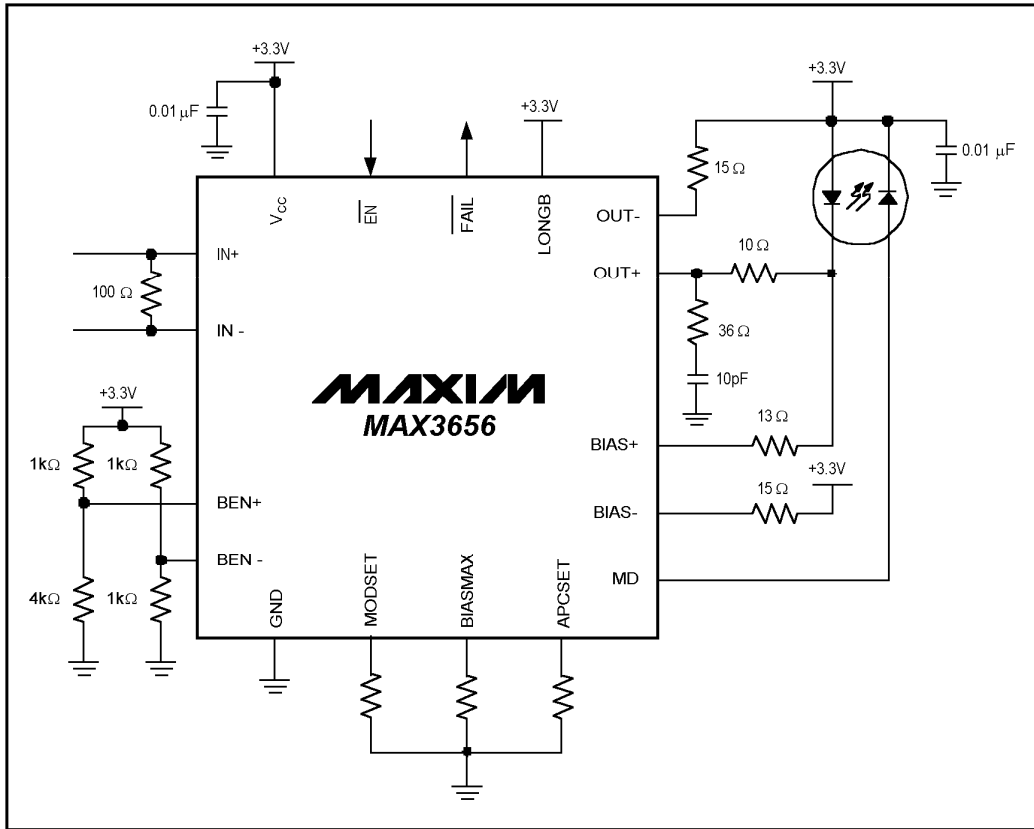 +3.3V
0.01 µF
+3.3V
+3.3V
15 Ω
0.01 µF
VCC
EN
FAIL
LONGB
OUT-
IN+
100 Ω
IN -
OUT+
10 Ω
36 Ω
10pF
MAXIM
MAX3656
+3.3V
1kΩ
1kΩ
BEN+
BEN -
4kΩ
1kΩ
BIAS+
13 Ω
+3.3V
BIAS-
15 Ω
MD
GND
MODSET
BIASMAX
APCSET